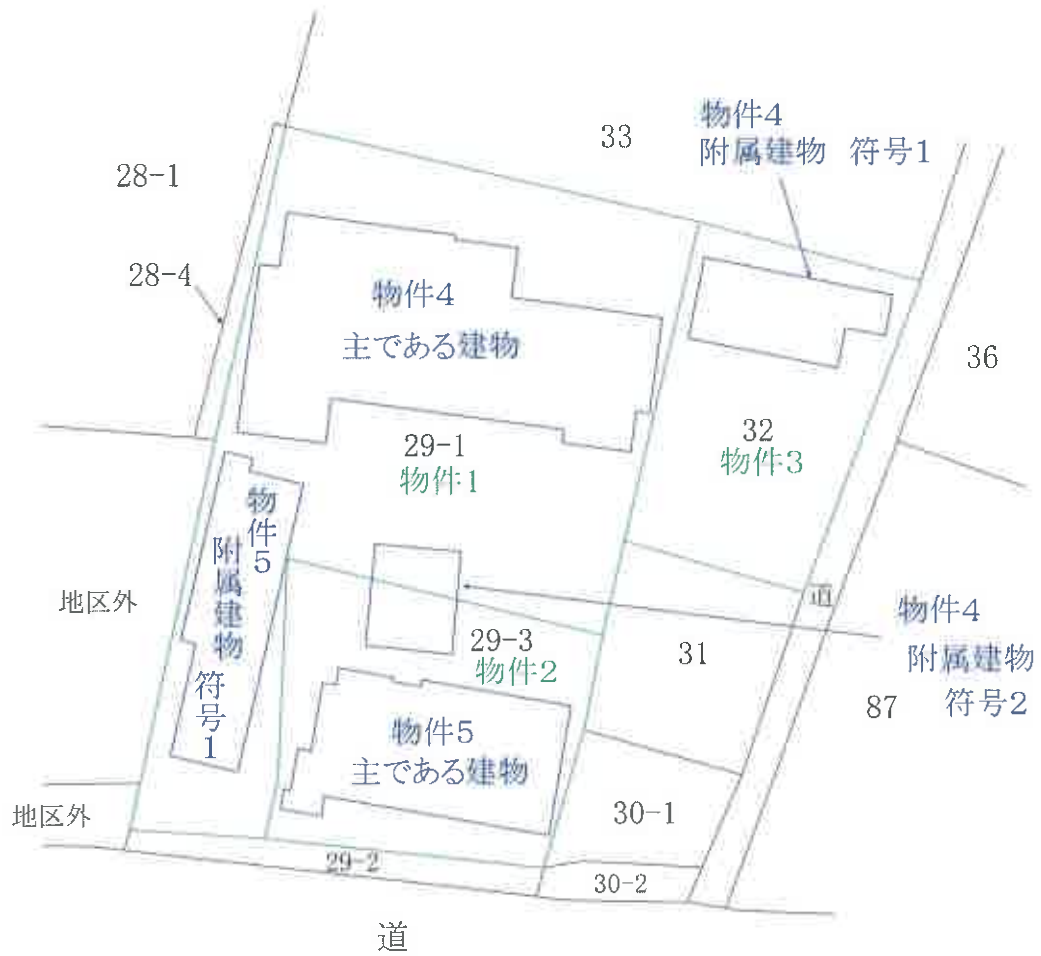 33
物件4
附属建物 符号1
28-1
28-4
物件4
主である建物
36
29-1
物件1
32
物件3
物件5
附属建物 符号1
地区外
道
物件4
附属建物
符号2
29-3
物件2
31
87
物件5
主である建物
地区外
30-1
29-2
30-2
道